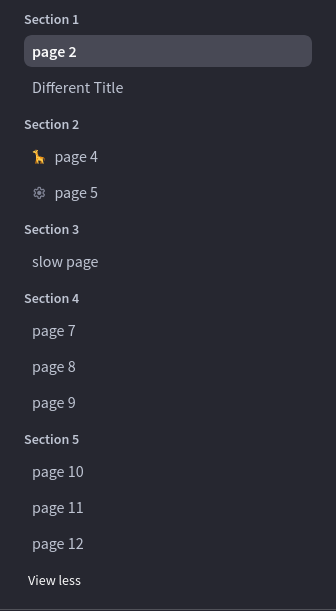 Section 1
page 2
Different Title
Section 2
page 4
page 5
Section 3
slow page
Section 4
page 7
page 8
page 9
Section 5
page 10
page 11
page 12
View less